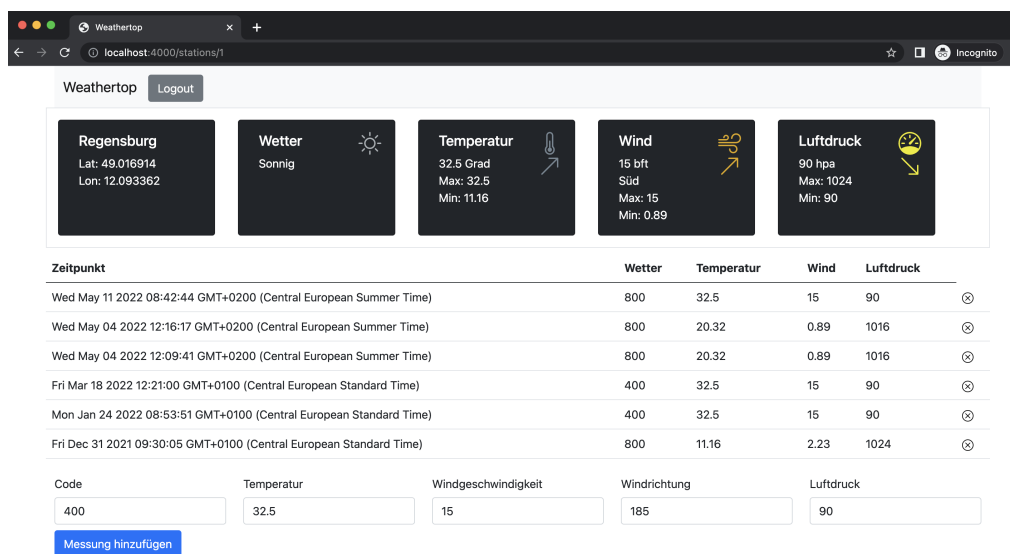 Weathertop
localhost:4000/stations/1
Incognito
Weathertop Logout
Regensburg
Lat: 49.016914
Lon: 12.093362
Wetter
Sonnig
Temperatur
32.5 Grad
Max: 32.5
Min: 11.16
Wind
15 bft
Süd
Max: 15
Min: 0.89
Luftdruck
90 hpa
Max: 1024
Min: 90
Zeitpunkt Wetter Temperatur Wind Luftdruck
Wed May 11 2022 08:42:44 GMT+0200 (Central European Summer Time) 800 32.5 15 90
Wed May 04 2022 12:16:17 GMT+0200 (Central European Summer Time) 800 20.32 0.89 1016
Wed May 04 2022 12:09:41 GMT+0200 (Central European Summer Time) 800 20.32 0.89 1016
Fri Mar 18 2022 12:21:00 GMT+0100 (Central European Standard Time) 400 32.5 15 90
Mon Jan 24 2022 08:53:51 GMT+0100 (Central European Standard Time) 400 32.5 15 90
Fri Dec 31 2021 09:30:05 GMT+0100 (Central European Standard Time) 800 11.16 2.23 1024
Code Temperatur Windgeschwindigkeit Windrichtung Luftdruck
400 32.5 15 185 90
Messung hinzufügen